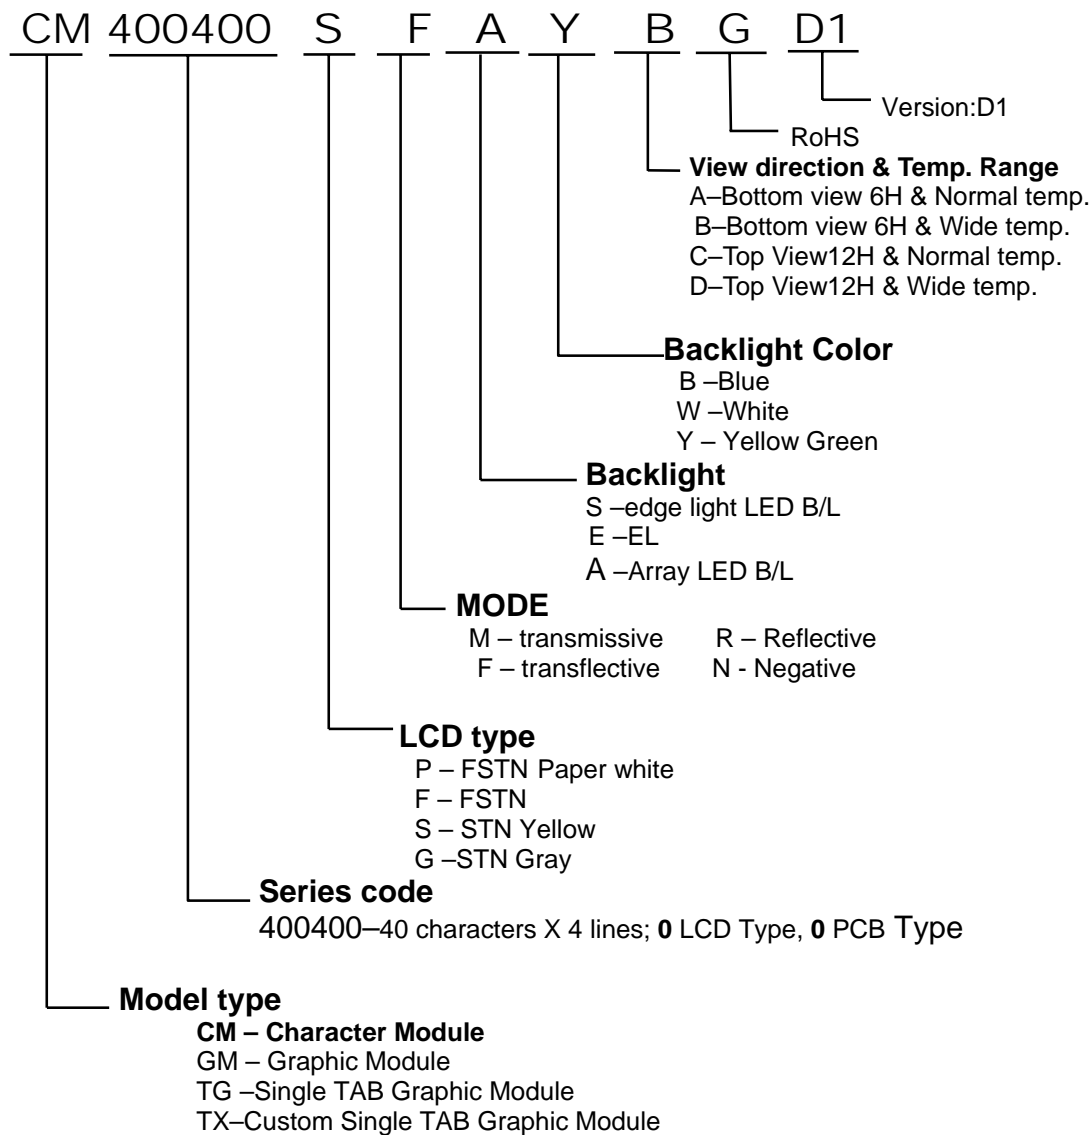 CM 400400 S F A Y B G D1
Version:D1
RoHS
View direction & Temp. Range
A–Bottom view 6H & Normal temp.
B–Bottom view 6H & Wide temp.
C–Top View12H & Normal temp.
D–Top View12H & Wide temp.
Backlight Color
B –Blue
W –White
Y – Yellow Green
Backlight
S –edge light LED B/L
E –EL
A –Array LED B/L
MODE
M – transmissive R – Reflective
F – transflective N - Negative
LCD type
P – FSTN Paper white
F – FSTN
S – STN Yellow
G –STN Gray
Series code
400400–40 characters X 4 lines; 0 LCD Type, 0 PCB Type
Model type
CM – Character Module
GM – Graphic Module
TG –Single TAB Graphic Module
TX–Custom Single TAB Graphic Module